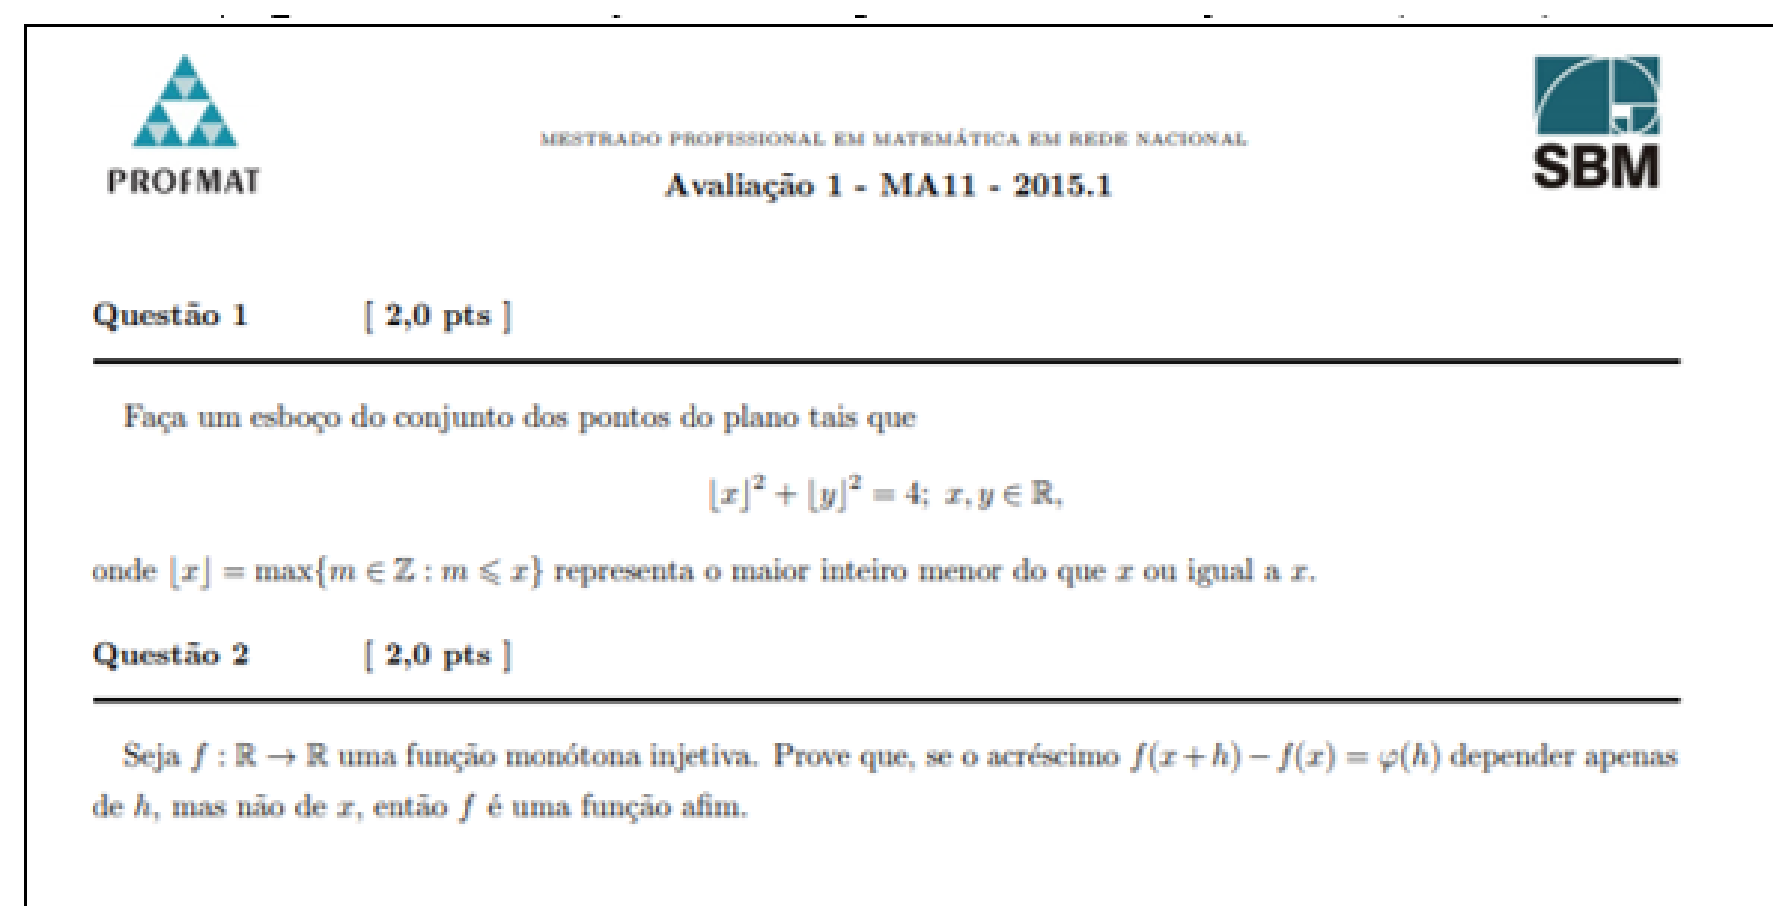 PROFMAT
MESTRADO PROFISSIONAL EM MATEMÁTICA EM REDE NACIONAL
SBM
Avaliação 1 - MA11 - 2015.1
Questão 1 [ 2,0 pts ]
Faça um esboço do conjunto dos pontos do plano tais que
⌊x⌋² + ⌊y⌋² = 4; x, y ∈ ℝ,
onde ⌊x⌋ = max{m ∈ ℤ : m ⩽ x} representa o maior inteiro menor do que x ou igual a x.
Questão 2 [ 2,0 pts ]
Seja f : ℝ → ℝ uma função monótona injetiva. Prove que, se o acréscimo f(x + h) − f(x) = φ(h) depender apenas
de h, mas não de x, então f é uma função afim.